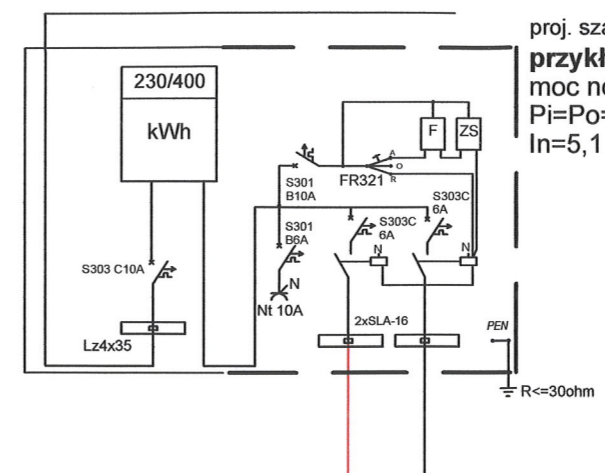 proj. sza
przykł
moc no
Pi=Po=
In=5,1
230/400
kWh
F
ZS
A
O
R
FR321
S301
B10A
S303C
6A
S303C
6A
S301
B6A
N
N
S303 C10A
N
Nt 10A
2xSLA-16
Lz4x35
PEN
R<=30ohm